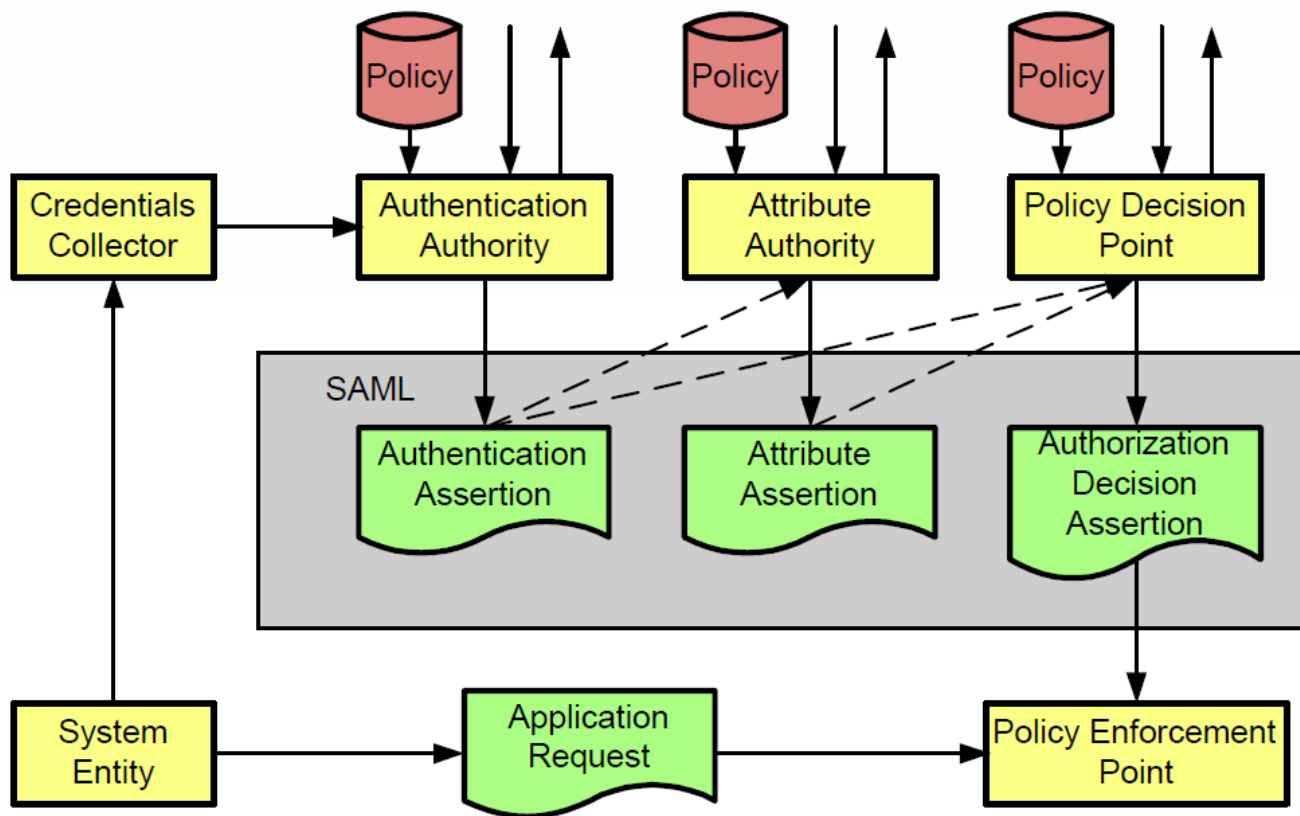 Policy
Policy
Policy
Credentials
Collector
Authentication
Authority
Attribute
Authority
Policy Decision
Point
SAML
Authentication
Assertion
Attribute
Assertion
Authorization
Decision
Assertion
System
Entity
Application
Request
Policy Enforcement
Point